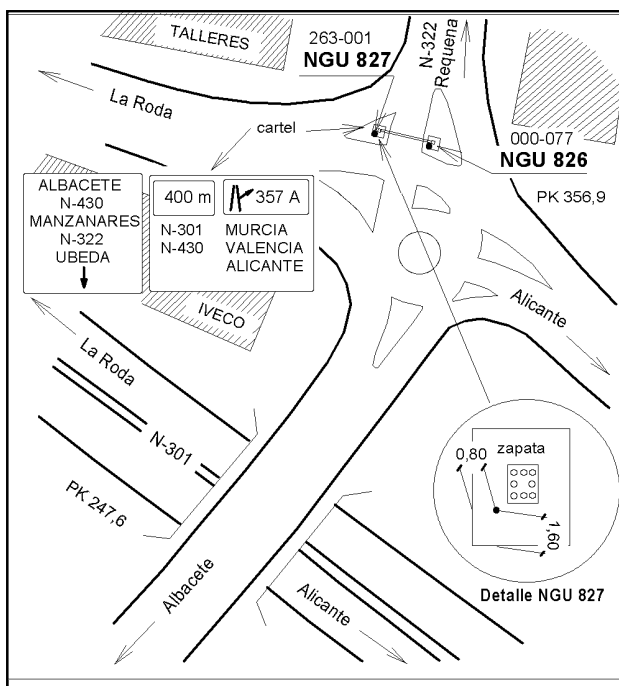 TALLERES
263-001
NGU 827
N-322
Requena
La Roda
cartel
000-077
NGU 826
PK 356,9
ALBACETE
N-430
MANZANARES
N-322
UBEDA
400 m
357 A
N-301 MURCIA
N-430 VALENCIA
ALICANTE
IVECO
Alicante
La Roda
N-301
PK 247,6
0,80
zapata
1,60
Detalle NGU 827
Albacete
Alicante